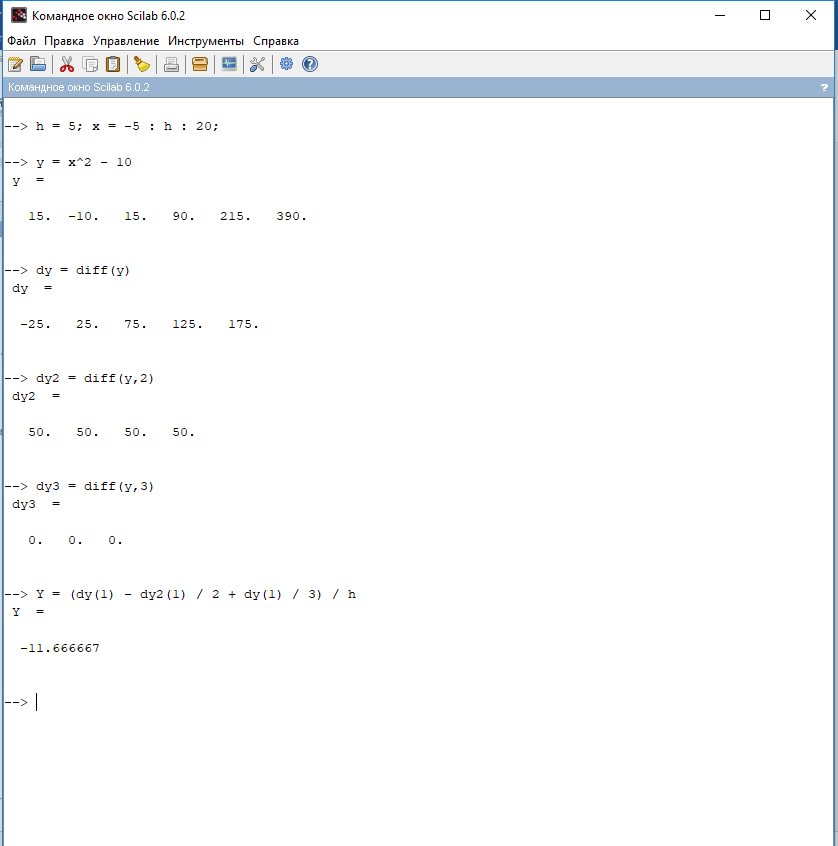 Командное окно Scilab 6.0.2
Файл Правка Управление Инструменты Справка
Командное окно Scilab 6.0.2 ?
--> h = 5; x = -5 : h : 20;
--> y = x^2 - 10
y =
15. -10. 15. 90. 215. 390.
--> dy = diff(y)
dy =
-25. 25. 75. 125. 175.
--> dy2 = diff(y,2)
dy2 =
50. 50. 50. 50.
--> dy3 = diff(y,3)
dy3 =
0. 0. 0.
--> Y = (dy(1) - dy2(1) / 2 + dy(1) / 3) / h
Y =
-11.666667
-->